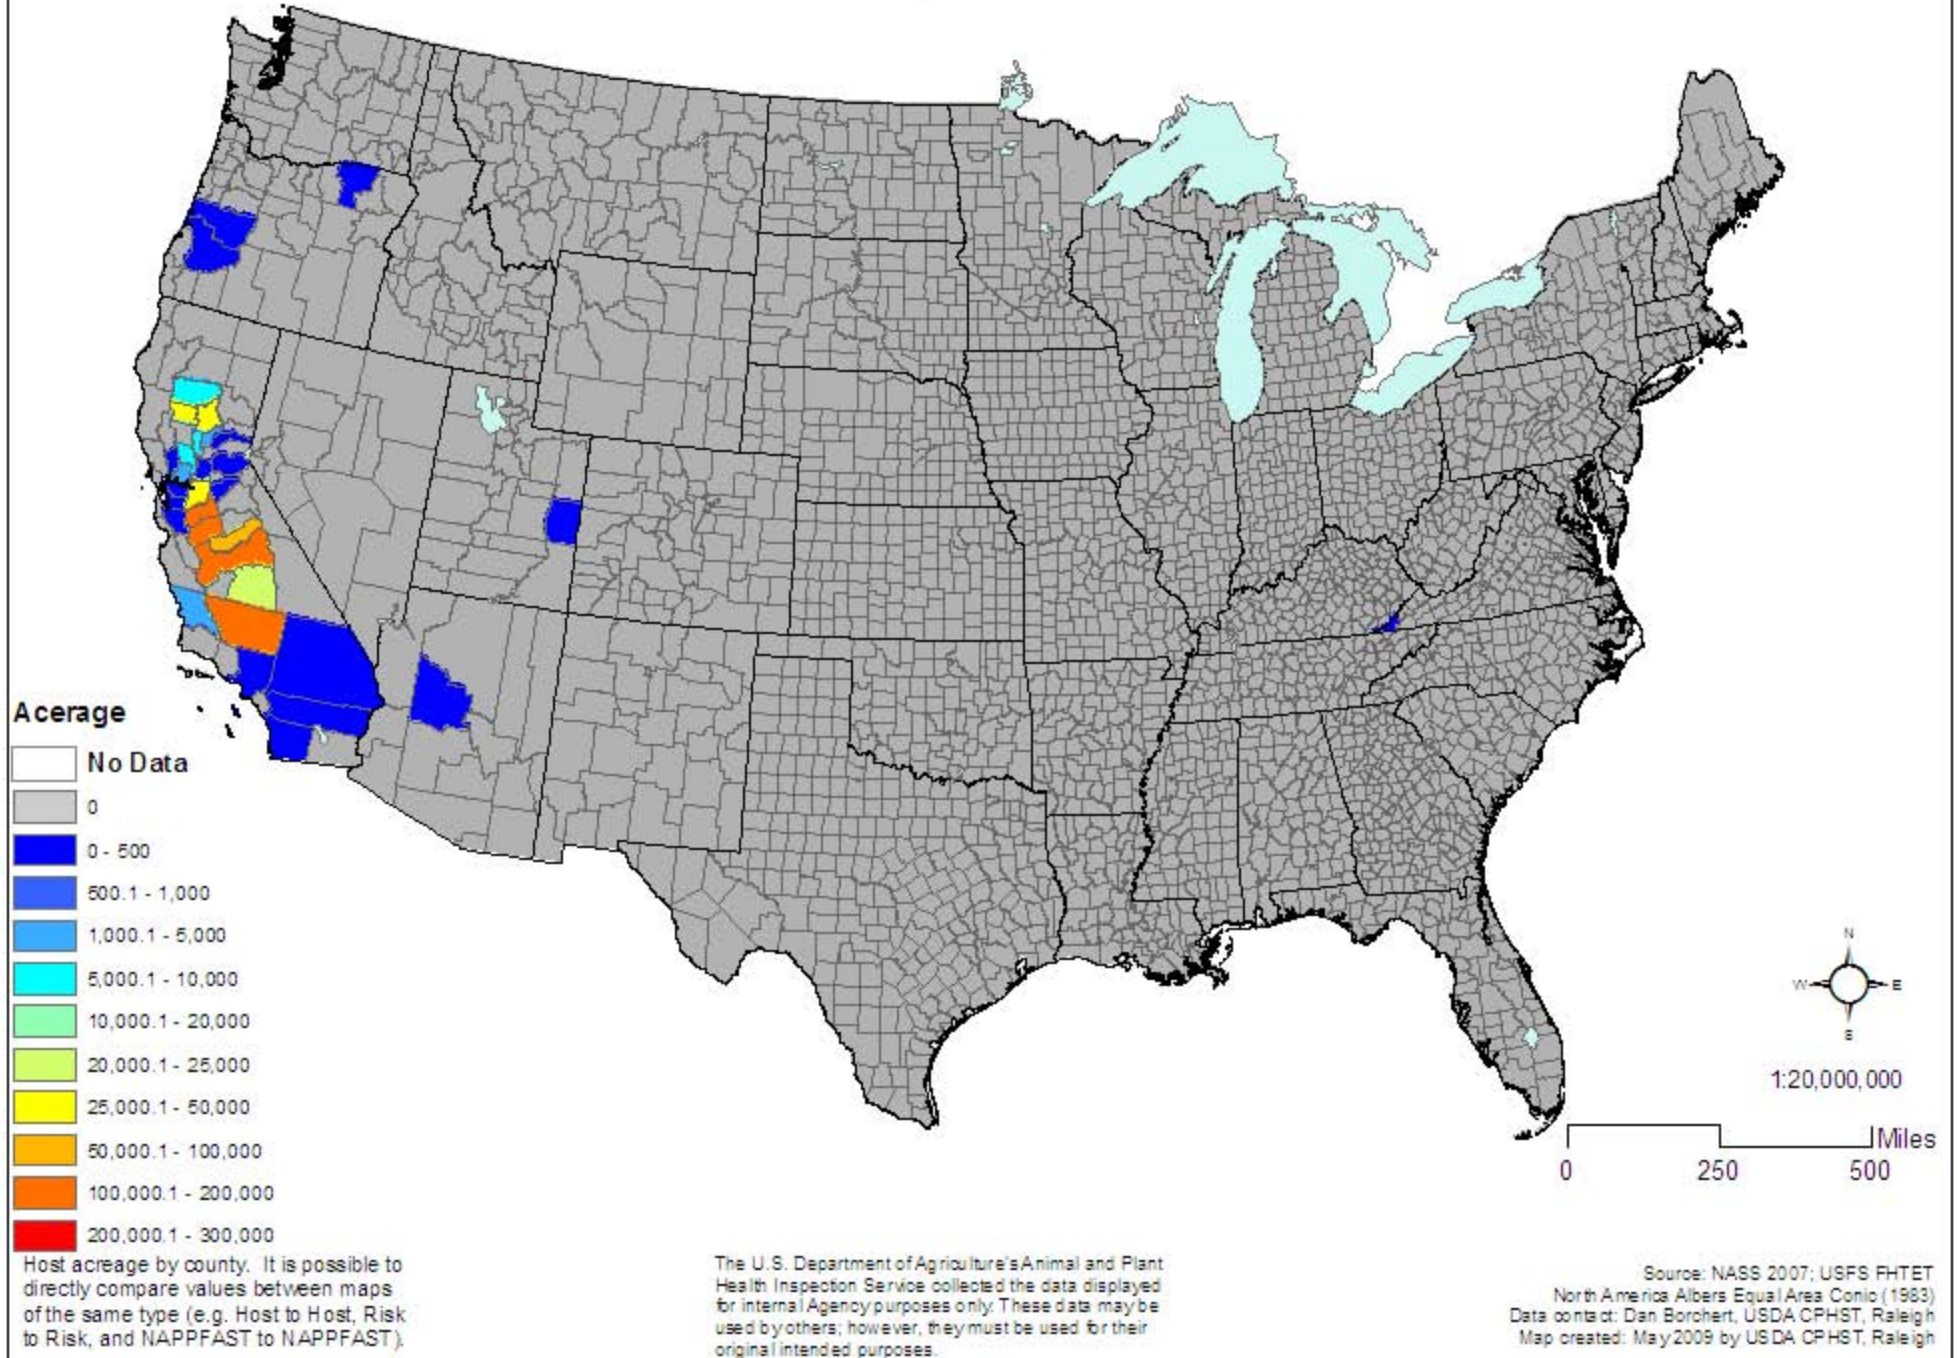 Acerage
No Data
0
0 - 500
500.1 - 1,000
1,000.1 - 5,000
5,000.1 - 10,000
10,000.1 - 20,000
20,000.1 - 25,000
25,000.1 - 50,000
50,000.1 - 100,000
100,000.1 - 200,000
200,000.1 - 300,000
Host acreage by county. It is possible to
directly compare values between maps
of the same type (e.g. Host to Host, Risk
to Risk, and NAPPFAST to NAPPFAST).
The U.S. Department of Agriculture's Animal and Plant
Health Inspection Service collected the data displayed
for internal Agency purposes only. These data may be
used by others; however, they must be used for their
original intended purposes.
N
W
E
S
1:20,000,000
Miles
0 250 500
Source: NASS 2007; USFS FHTET
North America Albers Equal Area Conic (1983)
Data contact: Dan Borchert, USDA CPHST, Raleigh
Map created: May 2009 by USDA CPHST, Raleigh